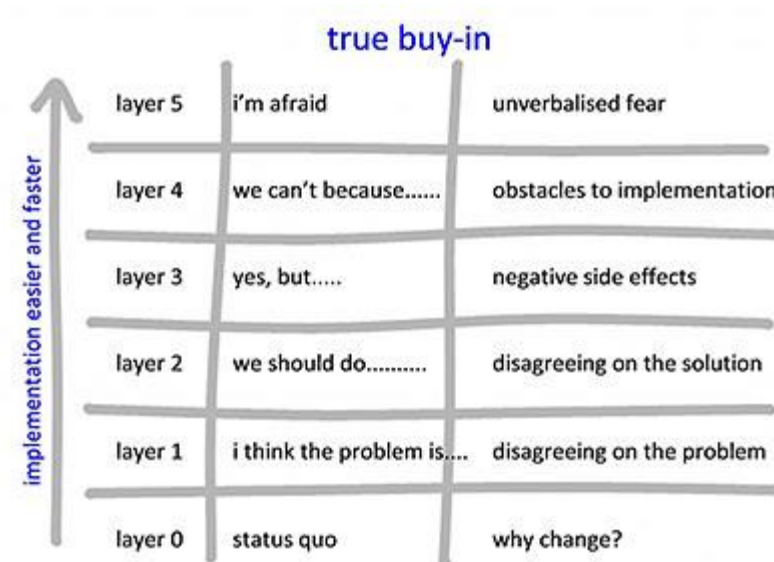 true buy-in
implementation easier and faster
layer 5 i'm afraid unverbalised fear
layer 4 we can't because...... obstacles to implementation
layer 3 yes, but..... negative side effects
layer 2 we should do.......... disagreeing on the solution
layer 1 i think the problem is.... disagreeing on the problem
layer 0 status quo why change?